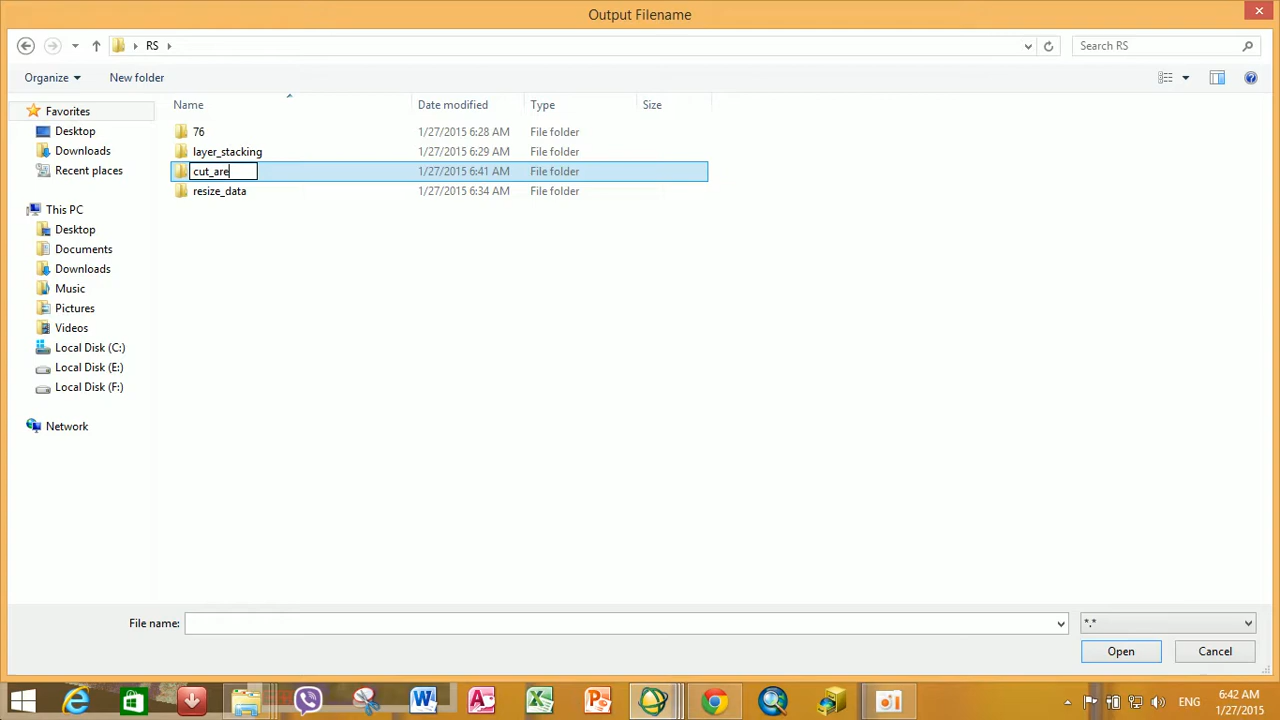 Output Filename
RS
Search RS
Organize
New folder
Name
Date modified
Type
Size
Favorites
Desktop
Downloads
Recent places
This PC
Desktop
Documents
Downloads
Music
Pictures
Videos
Local Disk (C:)
Local Disk (E:)
Local Disk (F:)
Network
76 1/27/2015 6:28 AM File folder
layer_stacking 1/27/2015 6:29 AM File folder
cut_are 1/27/2015 6:41 AM File folder
resize_data 1/27/2015 6:34 AM File folder
File name:
*.*
Open
Cancel
ENG
6:42 AM
1/27/2015